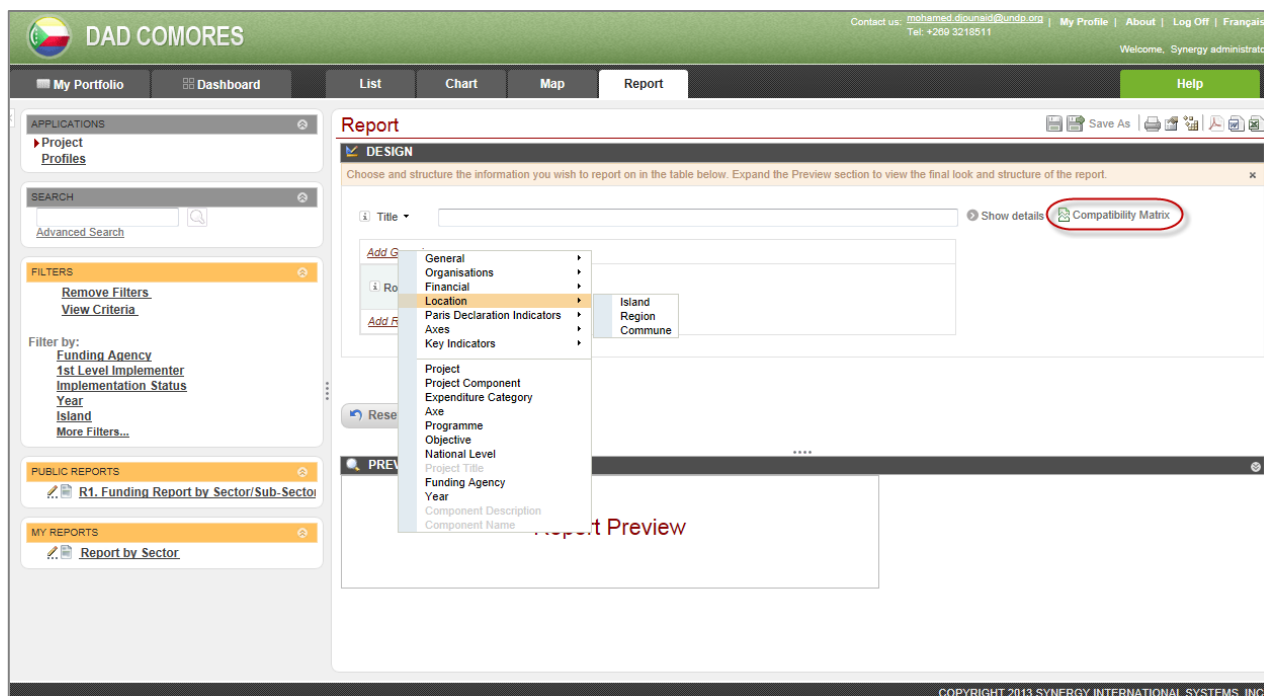 DAD COMORES
Contact us: mohamed.djounaid@undp.org | My Profile | About | Log Off | Français
Tel: +269 3218511
Welcome, Synergy administrato
My Portfolio
Dashboard
List
Chart
Map
Report
Help
APPLICATIONS
Project
Profiles
SEARCH
Advanced Search
FILTERS
Remove Filters
View Criteria
Filter by:
Funding Agency
1st Level Implementer
Implementation Status
Year
Island
More Filters...
PUBLIC REPORTS
R1. Funding Report by Sector/Sub-Sector
MY REPORTS
Report by Sector
Report
Save As
DESIGN
Choose and structure the information you wish to report on in the table below. Expand the Preview section to view the final look and structure of the report.
Title
Show details
Compatibility Matrix
Add G
Ro
Add R
General
Organisations
Financial
Location
Paris Declaration Indicators
Axes
Key Indicators
Island
Region
Commune
Project
Project Component
Expenditure Category
Axe
Programme
Objective
National Level
Project Title
Funding Agency
Year
Component Description
Component Name
Rese
PREV
Report Preview
COPYRIGHT 2013 SYNERGY INTERNATIONAL SYSTEMS, INC